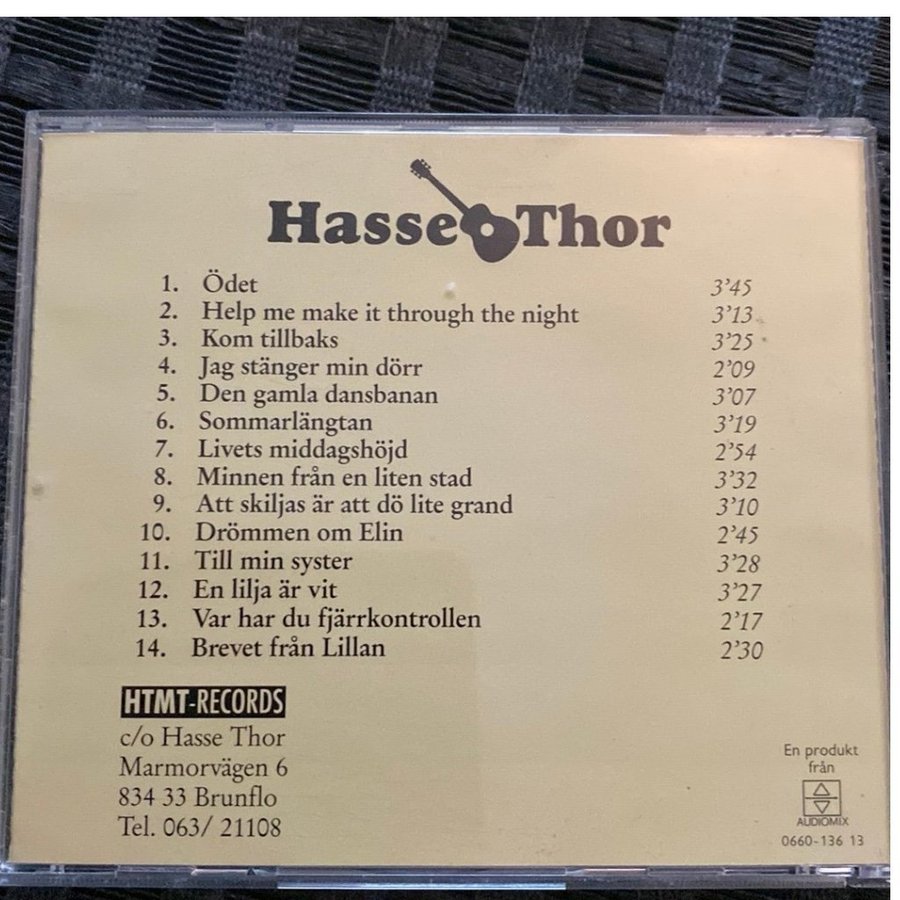 Hasse Thor
1. Ödet 3'45
2. Help me make it through the night 3'13
3. Kom tillbaks 3'25
4. Jag stänger min dörr 2'09
5. Den gamla dansbanan 3'07
6. Sommarlängtan 3'19
7. Livets middagshöjd 2'54
8. Minnen från en liten stad 3'32
9. Att skiljas är att dö lite grand 3'10
10. Drömmen om Elin 2'45
11. Till min syster 3'28
12. En lilja är vit 3'27
13. Var har du fjärrkontrollen 2'17
14. Brevet från Lillan 2'30
HTMT-RECORDS
c/o Hasse Thor
Marmorvägen 6
834 33 Brunflo
Tel. 063/ 21108
En produkt
från
AUDIOMIX
0660-136 13